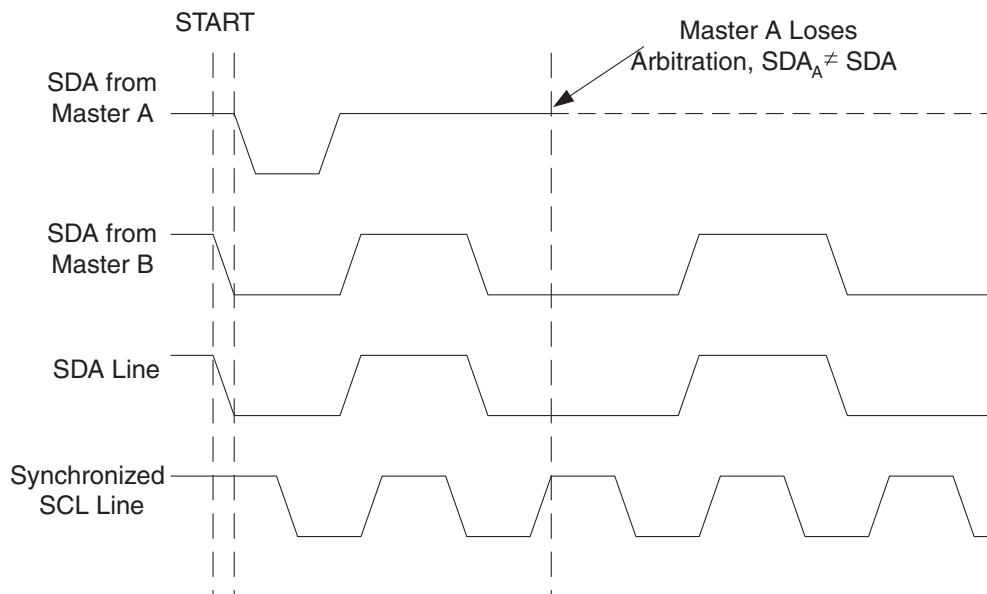 START
Master A Loses
Arbitration, SDA_A ≠ SDA
SDA from
Master A
SDA from
Master B
SDA Line
Synchronized
SCL Line